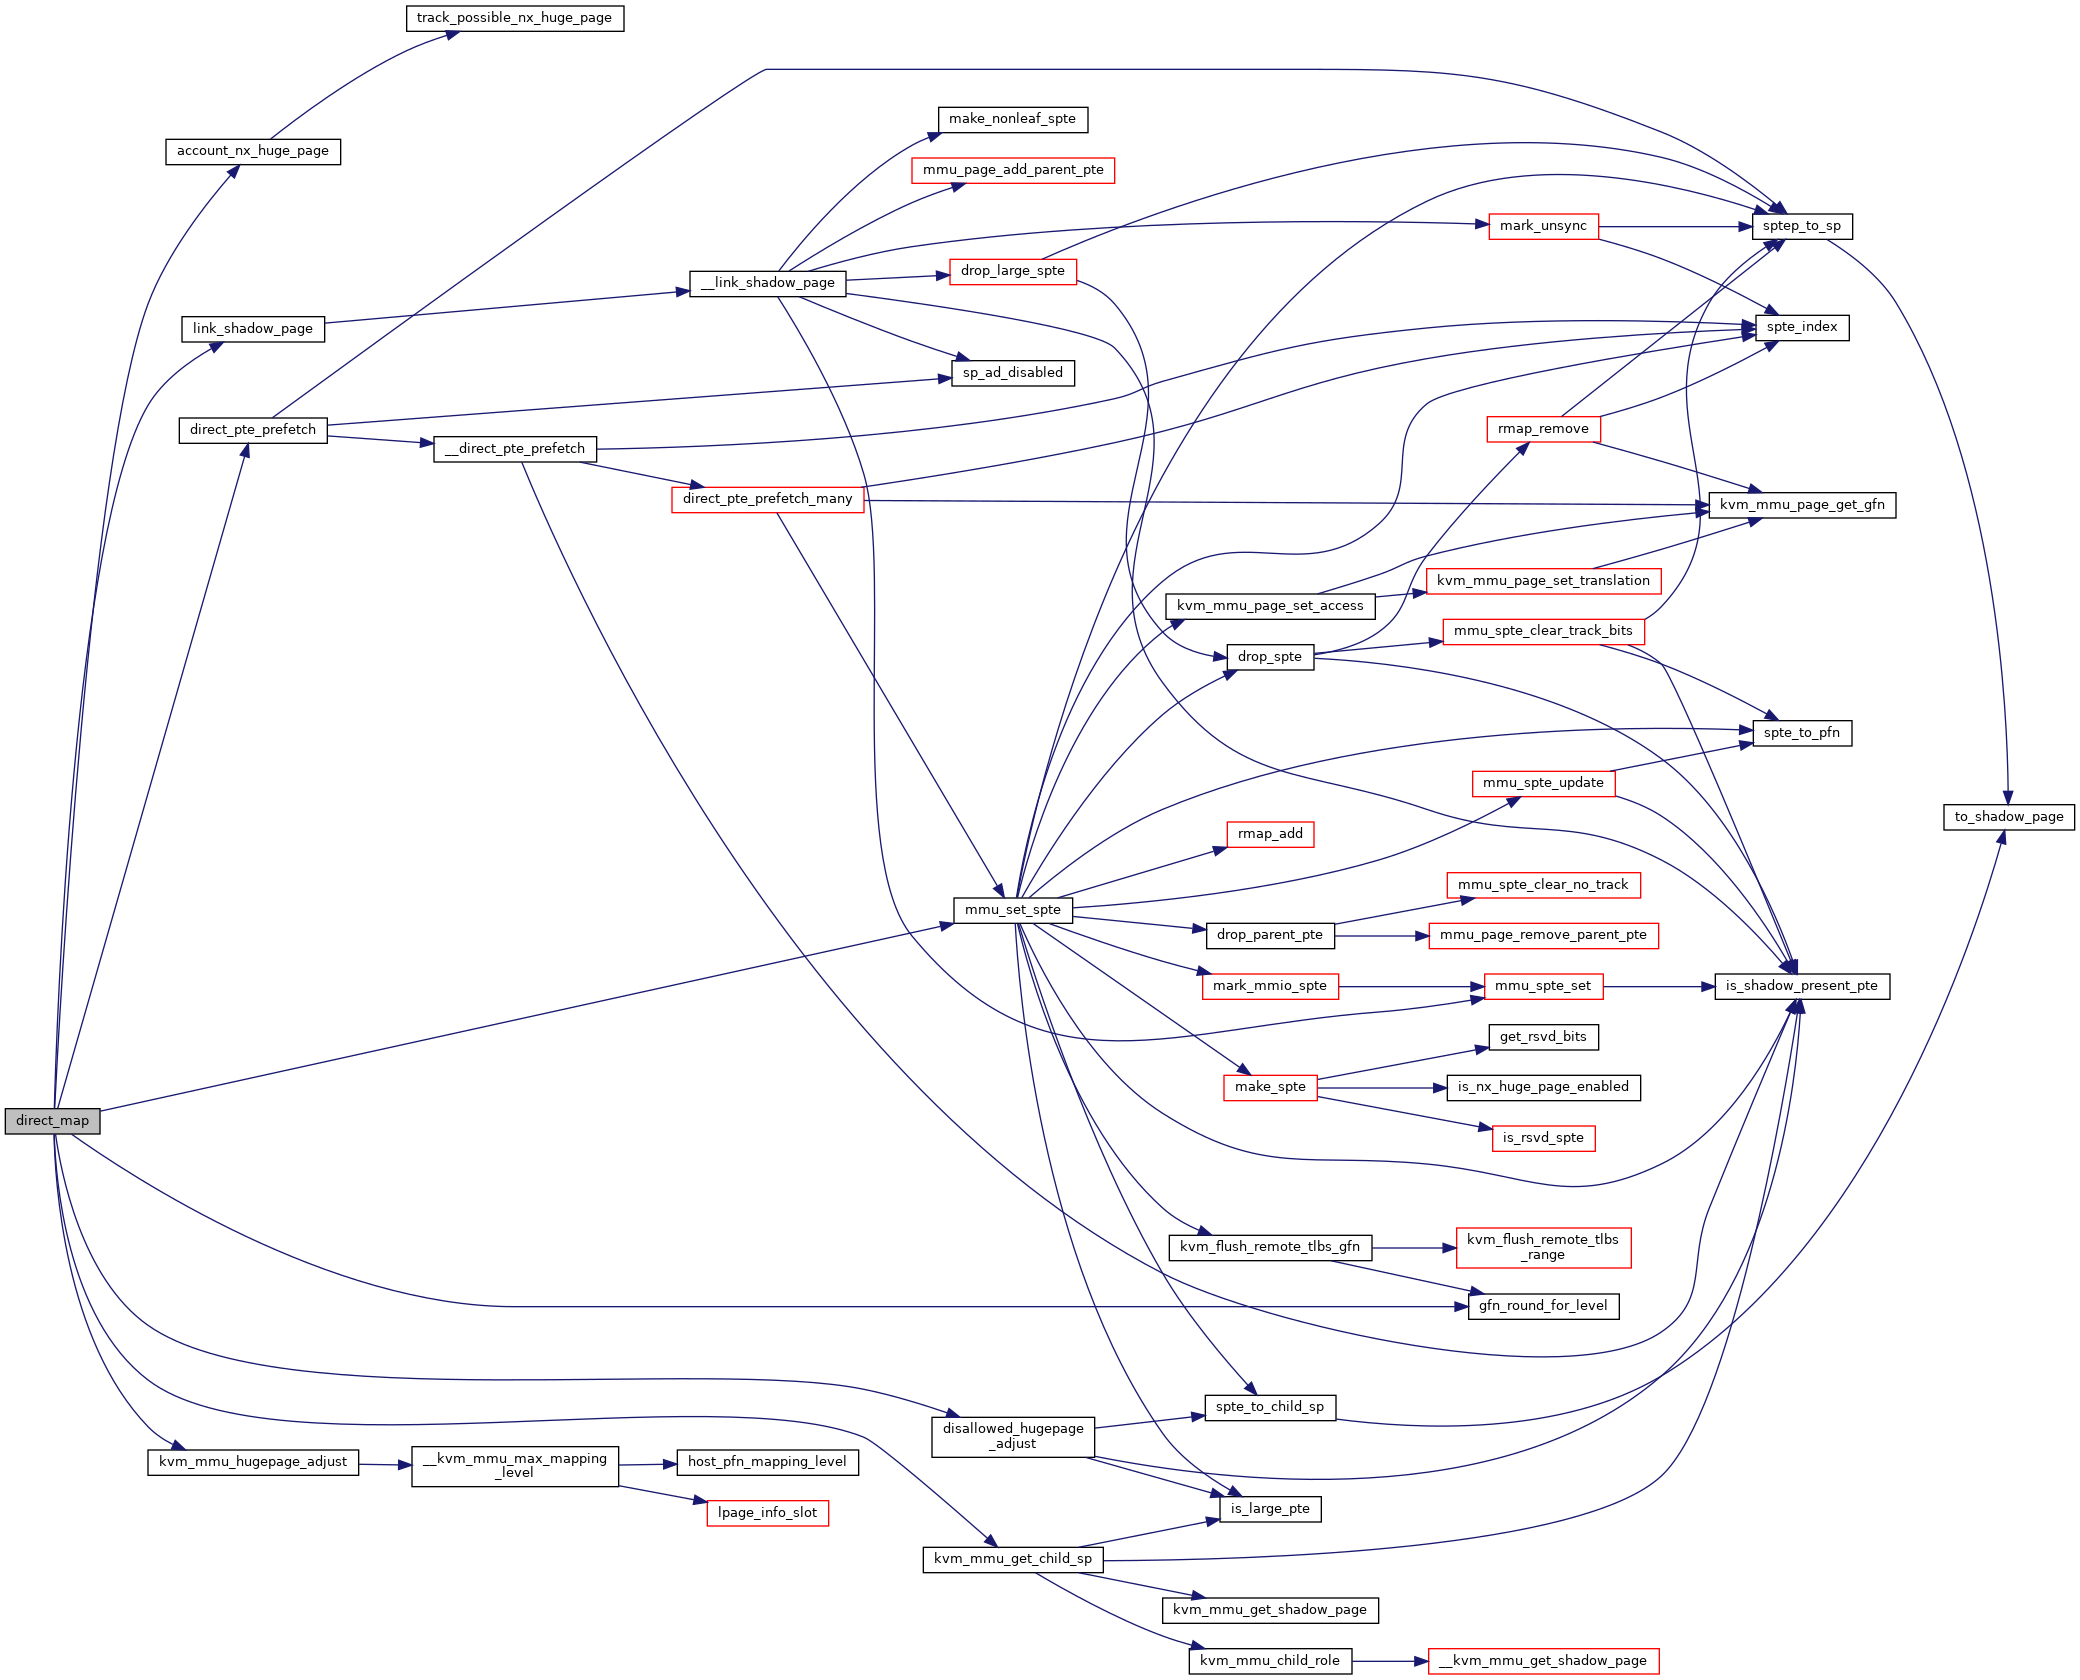 track_possible_nx_huge_page
make_nonleaf_spte
account_nx_huge_page
mmu_page_add_parent_pte
mark_unsync
sptep_to_sp
drop_large_spte
__link_shadow_page
link_shadow_page
spte_index
sp_ad_disabled
direct_pte_prefetch
rmap_remove
__direct_pte_prefetch
direct_pte_prefetch_many
kvm_mmu_page_get_gfn
kvm_mmu_page_set_translation
kvm_mmu_page_set_access
mmu_spte_clear_track_bits
drop_spte
spte_to_pfn
mmu_spte_update
to_shadow_page
rmap_add
mmu_spte_clear_no_track
mmu_set_spte
drop_parent_pte
mmu_page_remove_parent_pte
mark_mmio_spte
mmu_spte_set
is_shadow_present_pte
get_rsvd_bits
make_spte
is_nx_huge_page_enabled
direct_map
is_rsvd_spte
kvm_flush_remote_tlbs_gfn
kvm_flush_remote_tlbs
_range
gfn_round_for_level
spte_to_child_sp
disallowed_hugepage
_adjust
kvm_mmu_hugepage_adjust
__kvm_mmu_max_mapping
_level
host_pfn_mapping_level
lpage_info_slot
is_large_pte
kvm_mmu_get_child_sp
kvm_mmu_get_shadow_page
kvm_mmu_child_role
__kvm_mmu_get_shadow_page